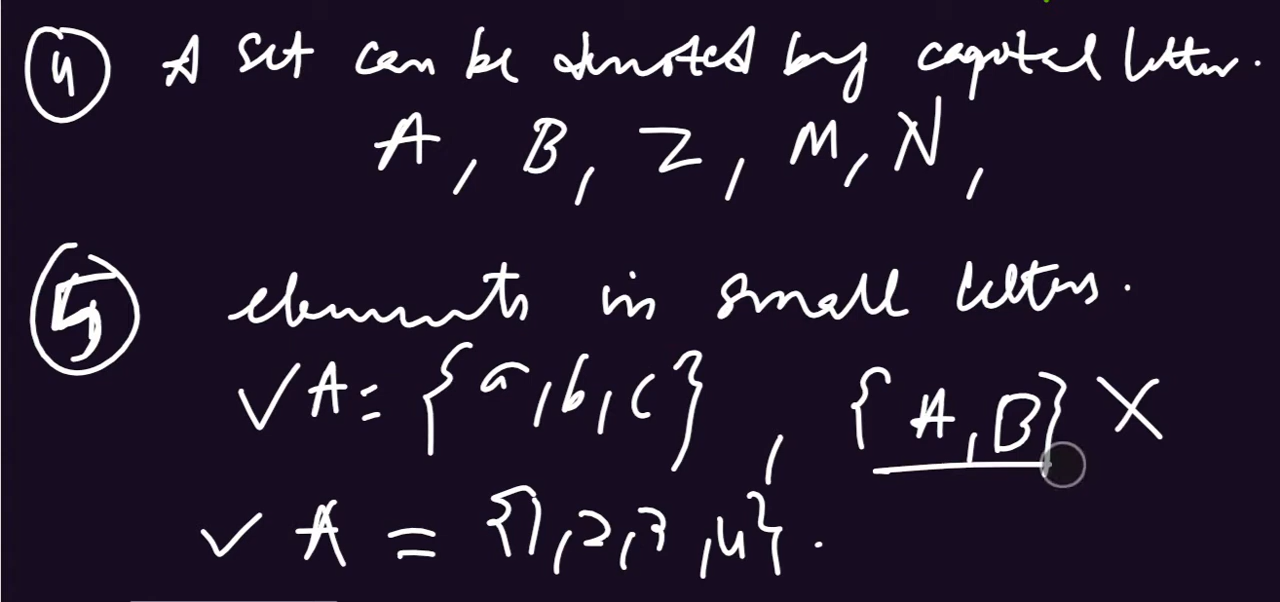 ④ A set can be denoted by capital letter.
A, B, Z, M, N,
⑤ elements in small letters.
✓ A = {a, b, c}, {A, B} X
✓ A = {1, 2, 3, 4}.